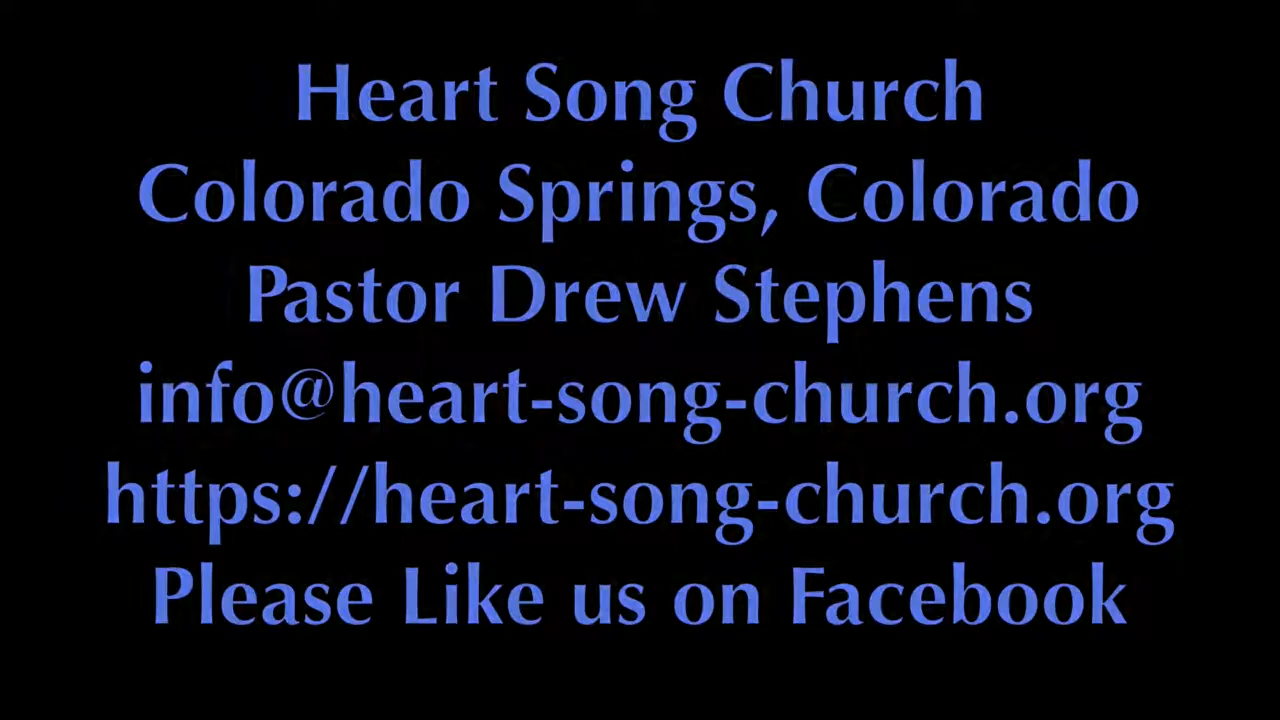 Heart Song Church
Colorado Springs, Colorado
Pastor Drew Stephens
info@heart-song-church.org
https://heart-song-church.org
Please Like us on Facebook